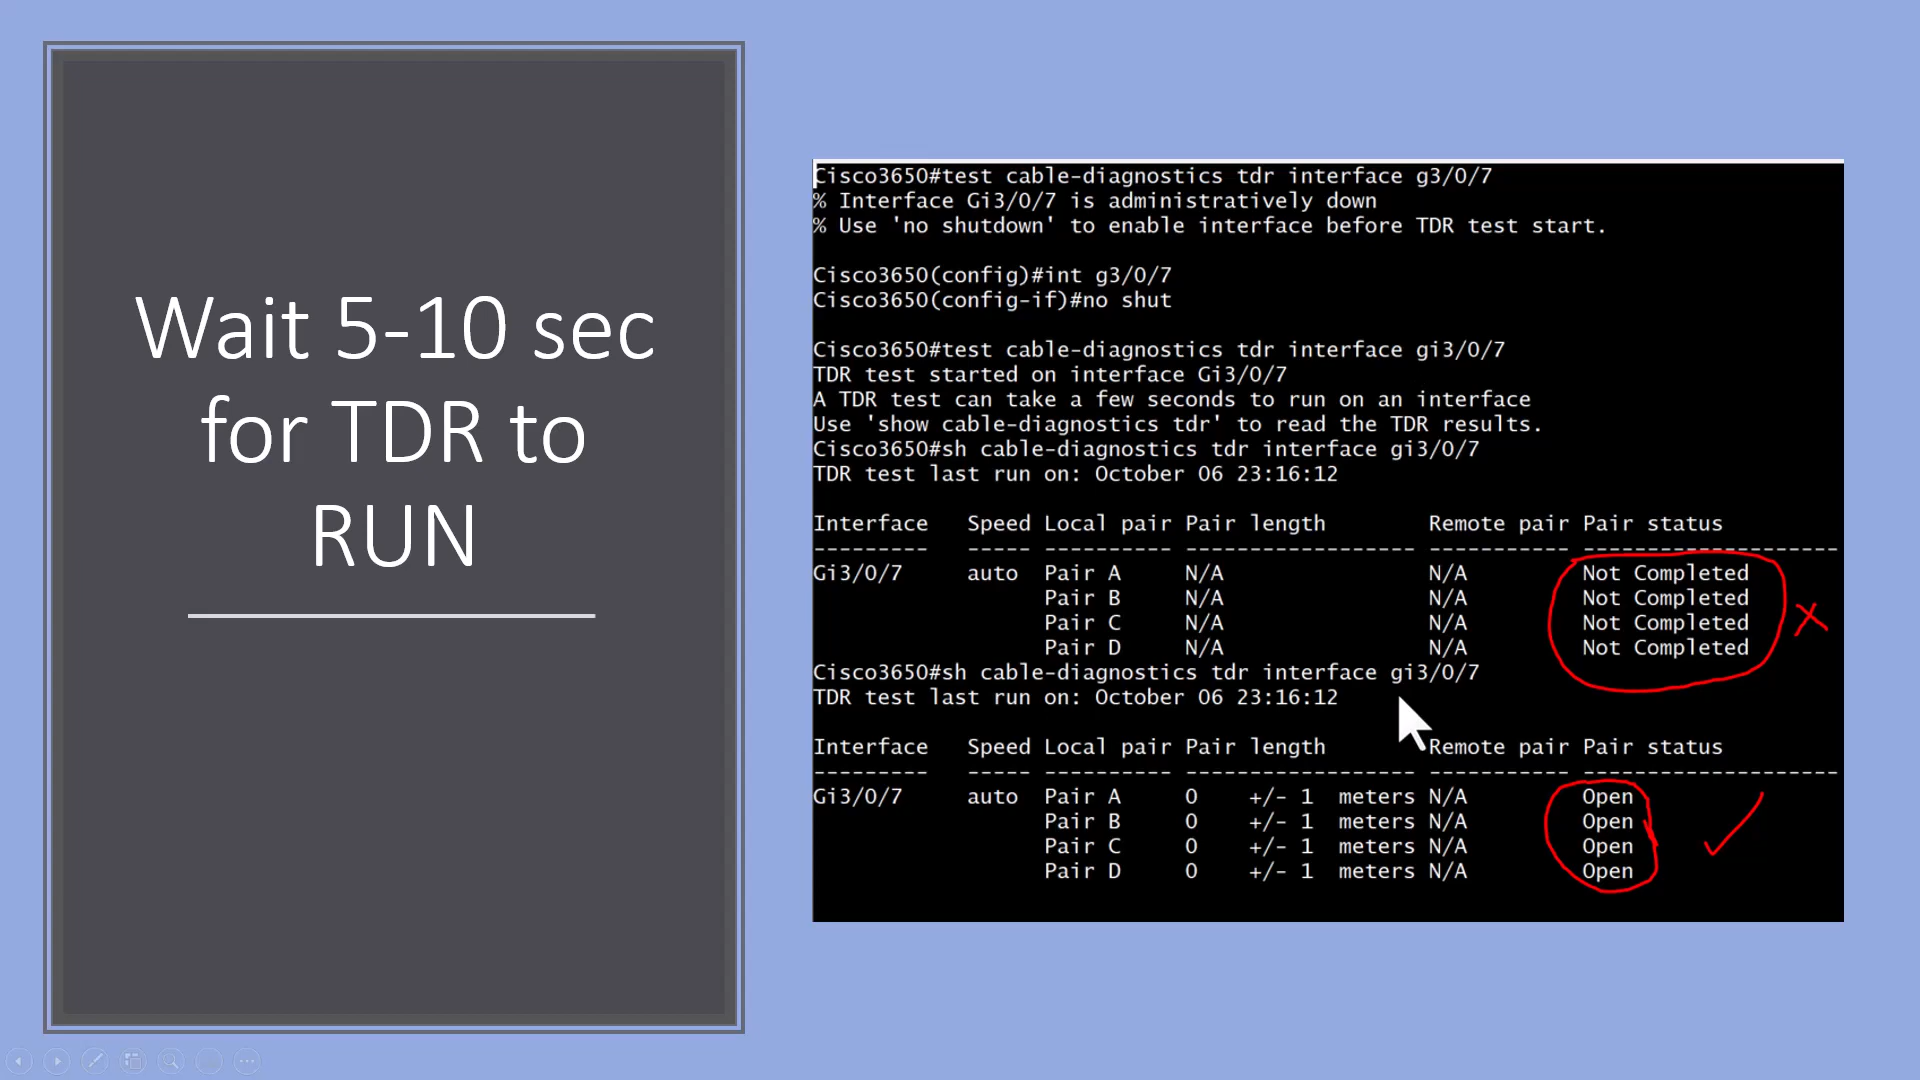 Wait 5-10 sec
for TDR to
RUN
Cisco3650#test cable-diagnostics tdr interface g3/0/7
% Interface Gi3/0/7 is administratively down
% Use 'no shutdown' to enable interface before TDR test start.
Cisco3650(config)#int g3/0/7
Cisco3650(config-if)#no shut
Cisco3650#test cable-diagnostics tdr interface gi3/0/7
TDR test started on interface Gi3/0/7
A TDR test can take a few seconds to run on an interface
Use 'show cable-diagnostics tdr' to read the TDR results.
Cisco3650#sh cable-diagnostics tdr interface gi3/0/7
TDR test last run on: October 06 23:16:12
Interface Speed Local pair Pair length Remote pair Pair status
--------- ----- ---------- ------------------ ----------- --------------------
Gi3/0/7 auto Pair A N/A N/A Not Completed
Pair B N/A N/A Not Completed
Pair C N/A N/A Not Completed
Pair D N/A N/A Not Completed
Cisco3650#sh cable-diagnostics tdr interface gi3/0/7
TDR test last run on: October 06 23:16:12
Interface Speed Local pair Pair length Remote pair Pair status
--------- ----- ---------- ------------------ ----------- --------------------
Gi3/0/7 auto Pair A 0 +/- 1 meters N/A Open
Pair B 0 +/- 1 meters N/A Open
Pair C 0 +/- 1 meters N/A Open
Pair D 0 +/- 1 meters N/A Open